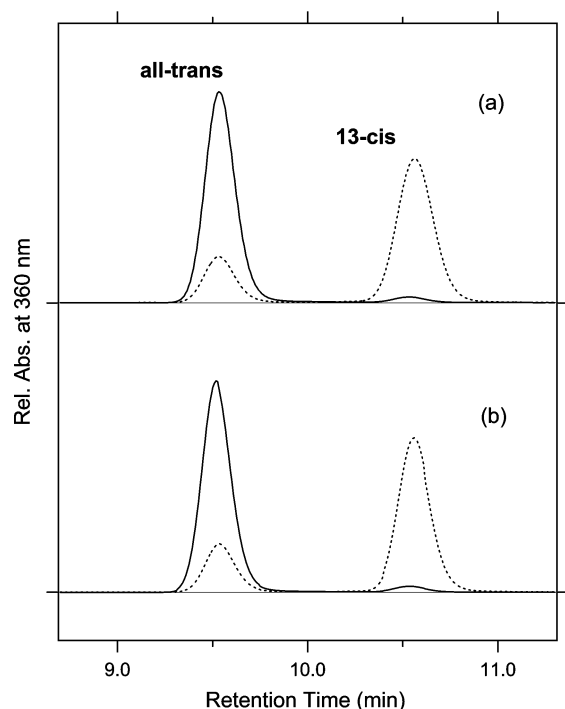 all-trans
(a)
13-cis
Rel. Abs. at 360 nm
(b)
9.0 10.0 11.0
Retention Time (min)